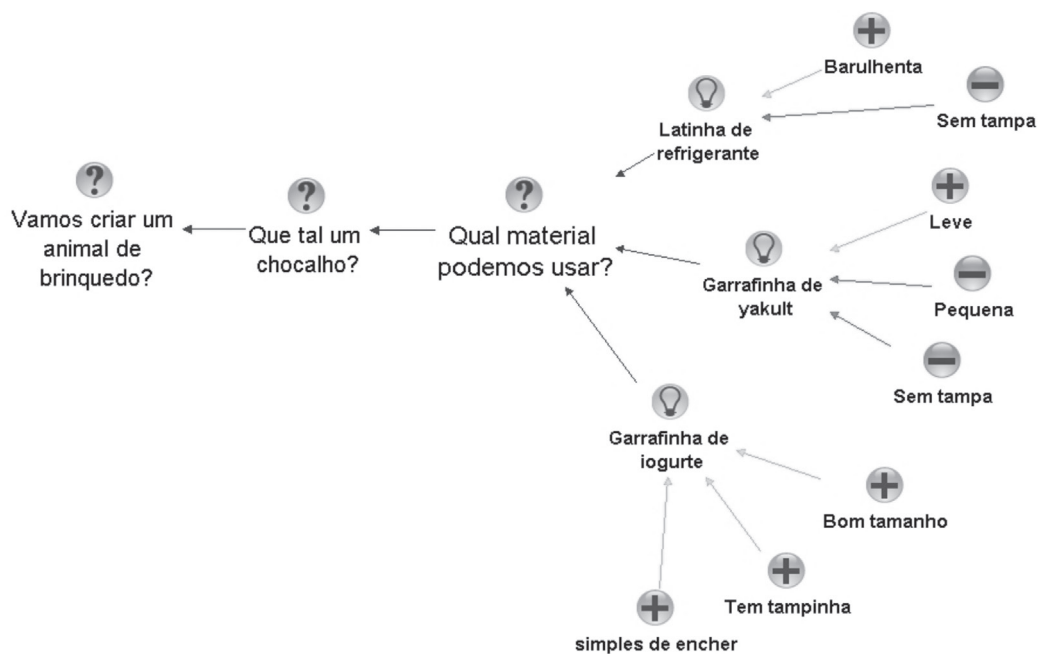 Barulhenta
Sem tampa
Latinha de
refrigerante
?
Vamos criar um
animal de
brinquedo?
?
Que tal um
chocalho?
?
Qual material
podemos usar?
Leve
Garrafinha de
yakult
Pequena
Sem tampa
Garrafinha de
iogurte
Bom tamanho
Tem tampinha
simples de encher